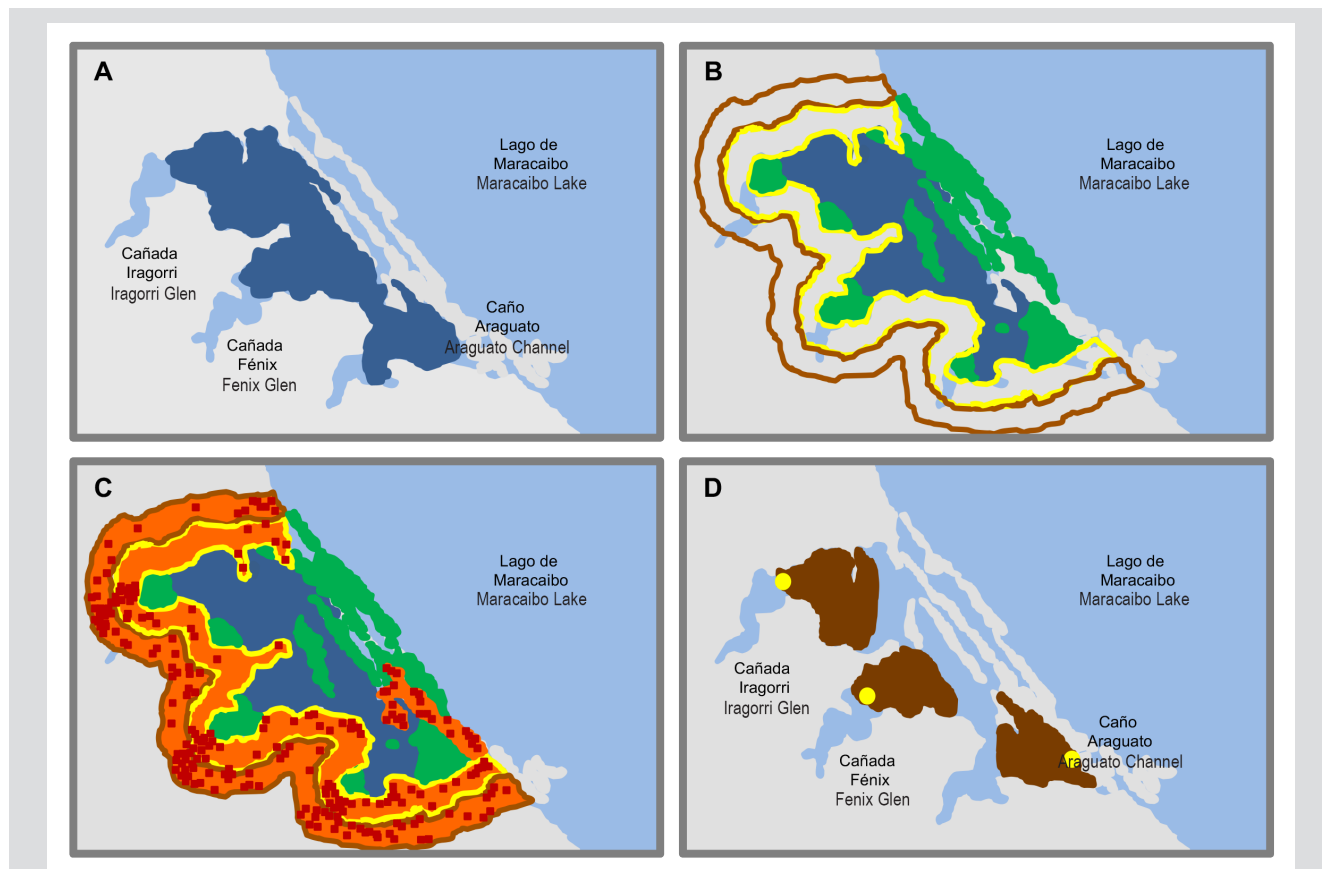 A
Lago de
Maracaibo
Maracaibo Lake
Cañada
Iragorri
Iragorri Glen
Caño
Araguato
Araguato Channel
Cañada
Fénix
Fenix Glen
B
Lago de
Maracaibo
Maracaibo Lake
C
Lago de
Maracaibo
Maracaibo Lake
D
Lago de
Maracaibo
Maracaibo Lake
Cañada
Iragorri
Iragorri Glen
Caño
Araguato
Araguato Channel
Cañada
Fénix
Fenix Glen